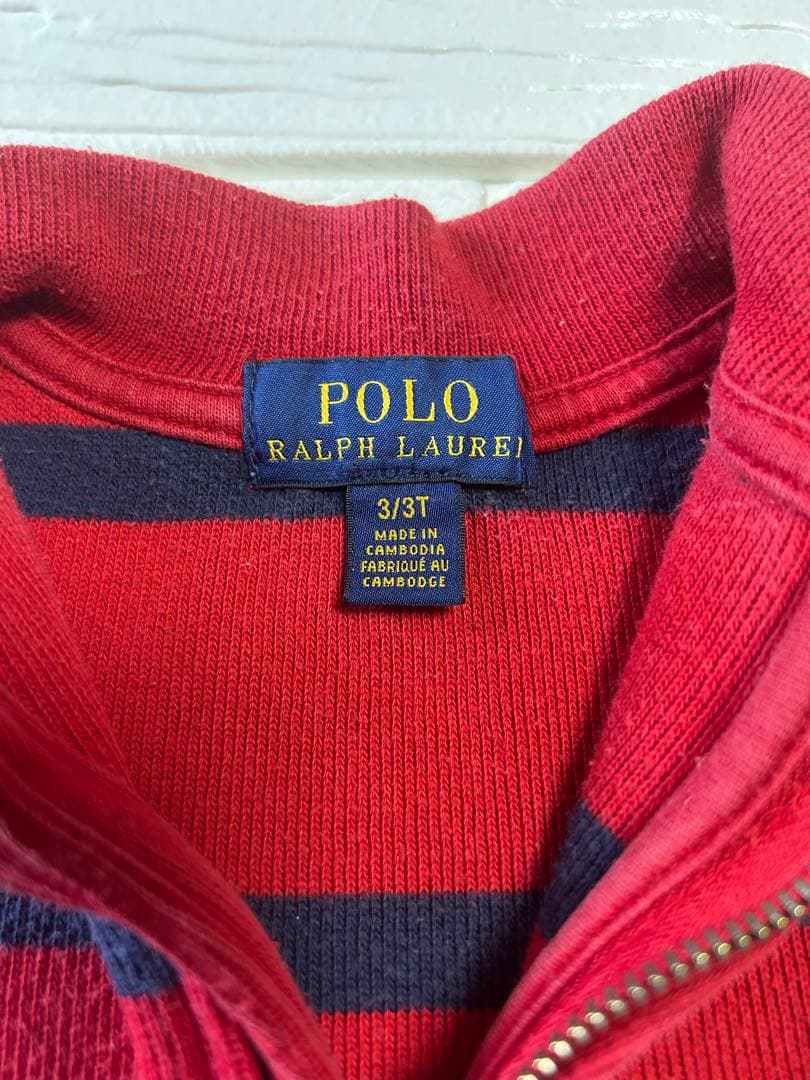 POLO
RALPH LAUREN
3/3T
MADE IN
CAMBODIA
FABRIQUÉ AU
CAMBODGE